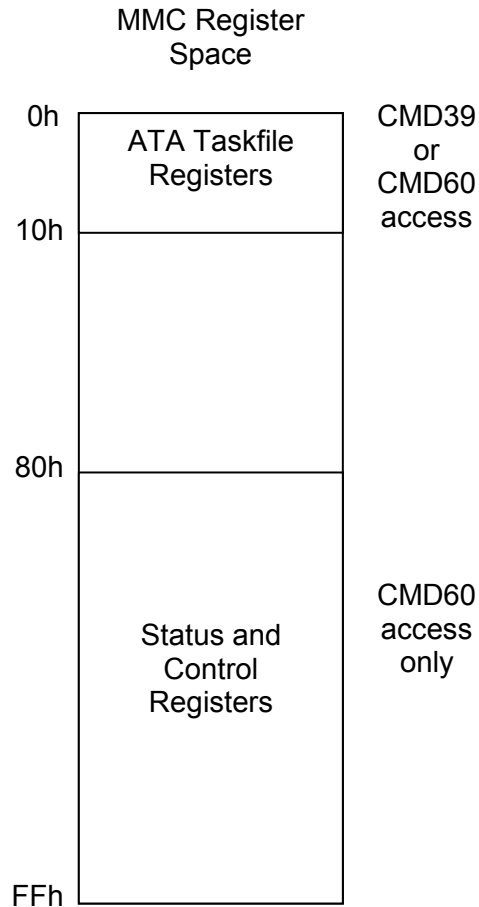 MMC Register
Space
0h
ATA Taskfile
Registers
CMD39
or
CMD60
access
10h
80h
Status and
Control
Registers
CMD60
access
only
FFh